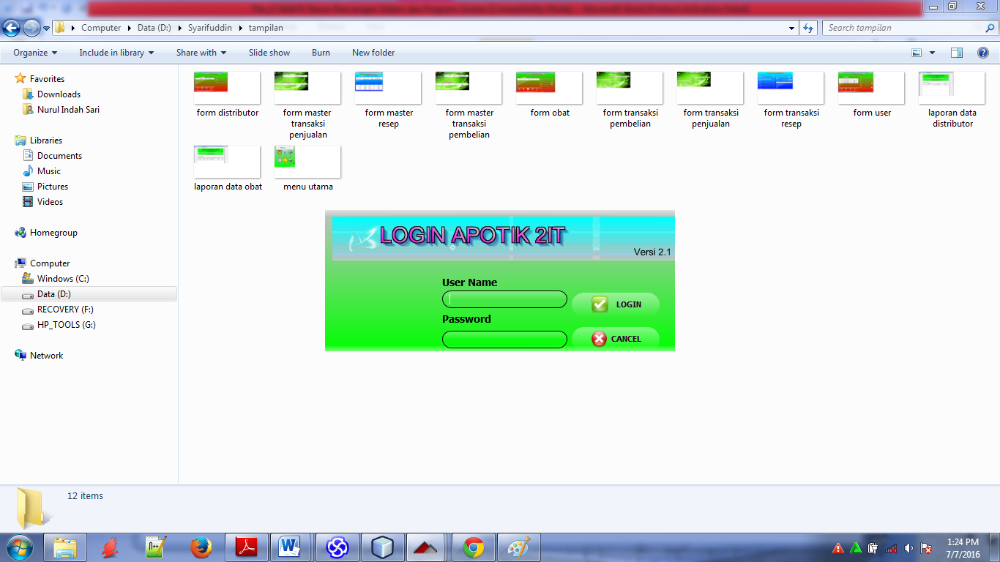 Computer
Data (D:)
Syarifuddin
tampilan
Search tampilan
Organize
Include in library
Share with
Slide show
Burn
New folder
Favorites
Downloads
Nurul Indah Sari
Libraries
Documents
Music
Pictures
Videos
Homegroup
Computer
Windows (C:)
Data (D:)
RECOVERY (F:)
HP_TOOLS (G:)
Network
form distributor
form master
transaksi
penjualan
form master
resep
form master
transaksi
pembelian
form obat
form transaksi
pembelian
form transaksi
penjualan
form transaksi
resep
form user
laporan data
distributor
laporan data obat
menu utama
LOGIN APOTIK 2IT
Versi 2.1
User Name
LOGIN
Password
CANCEL
12 items
1:24 PM
7/7/2016